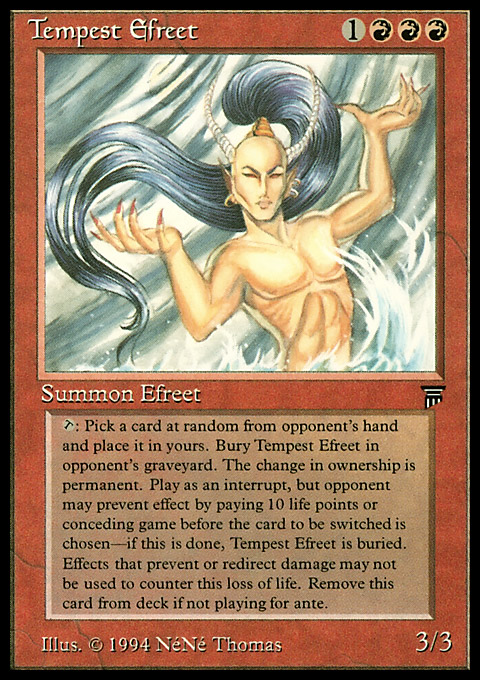 Tempest Efreet 1
Summon Efreet
: Pick a card at random from opponent's hand
and place it in yours. Bury Tempest Efreet in
opponent's graveyard. The change in ownership is
permanent. Play as an interrupt, but opponent
may prevent effect by paying 10 life points or
conceding game before the card to be switched is
chosen—if this is done, Tempest Efreet is buried.
Effects that prevent or redirect damage may not
be used to counter this loss of life. Remove this
card from deck if not playing for ante.
Illus. © 1994 NéNé Thomas 3/3